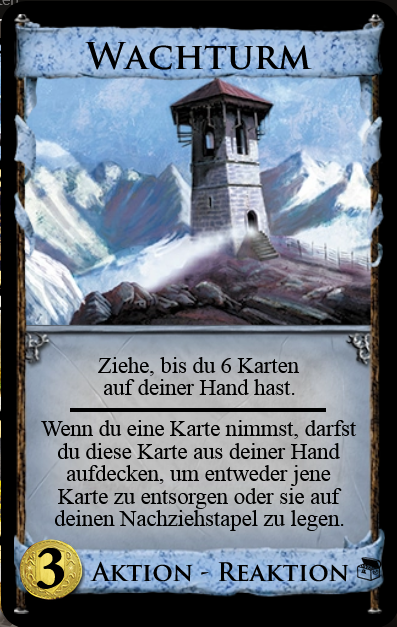 WACHTURM
Ziehe, bis du 6 Karten
auf deiner Hand hast.
Wenn du eine Karte nimmst, darfst
du diese Karte aus deiner Hand
aufdecken, um entweder jene
Karte zu entsorgen oder sie auf
deinen Nachziehstapel zu legen.
3 AKTION - REAKTION